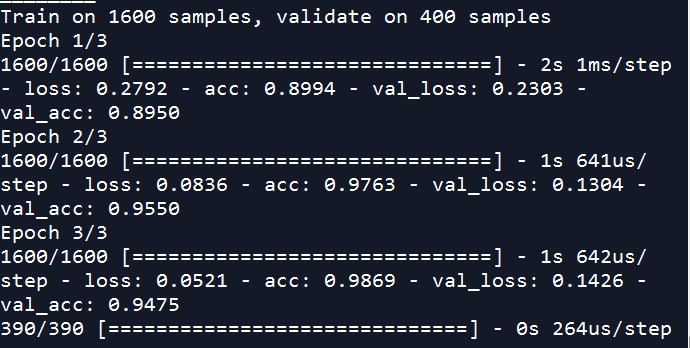 Train on 1600 samples, validate on 400 samples
Epoch 1/3
1600/1600 [==============================] - 2s 1ms/step
- loss: 0.2792 - acc: 0.8994 - val_loss: 0.2303 -
val_acc: 0.8950
Epoch 2/3
1600/1600 [==============================] - 1s 641us/
step - loss: 0.0836 - acc: 0.9763 - val_loss: 0.1304 -
val_acc: 0.9550
Epoch 3/3
1600/1600 [==============================] - 1s 642us/
step - loss: 0.0521 - acc: 0.9869 - val_loss: 0.1426 -
val_acc: 0.9475
390/390 [==============================] - 0s 264us/step